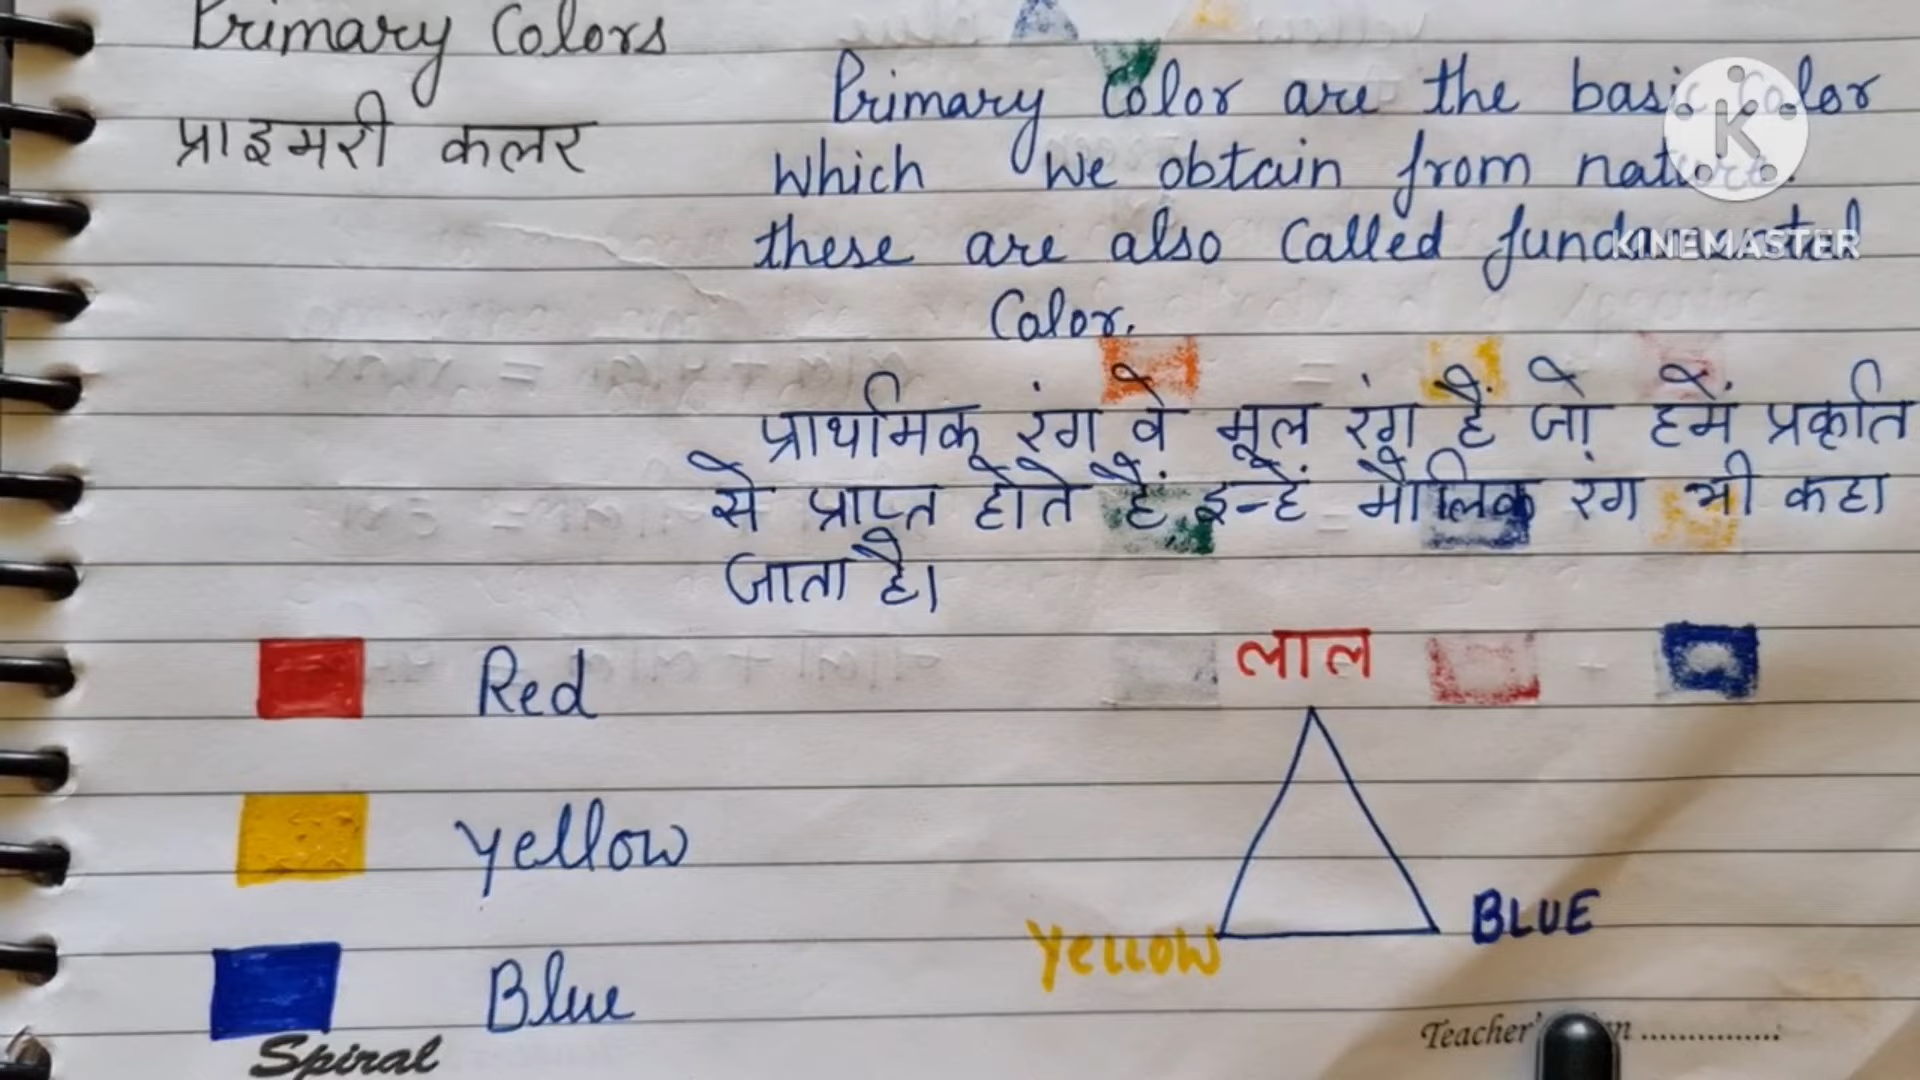 Primary Colors
प्राइमरी कलर
Primary Color are the basic Color
which we obtain from nature.
these are also Called fundamental
Color.
प्राथमिक रंग वे मूल रंग हैं जो हमें प्रकृति
से प्राप्त होते हैं इन्हें मौलिक रंग भी कहा
जाता है।
Red
लाल
Yellow
Blue
YELLOW
BLUE
Spiral
Teacher's Sign ..............
K
KINEMASTER